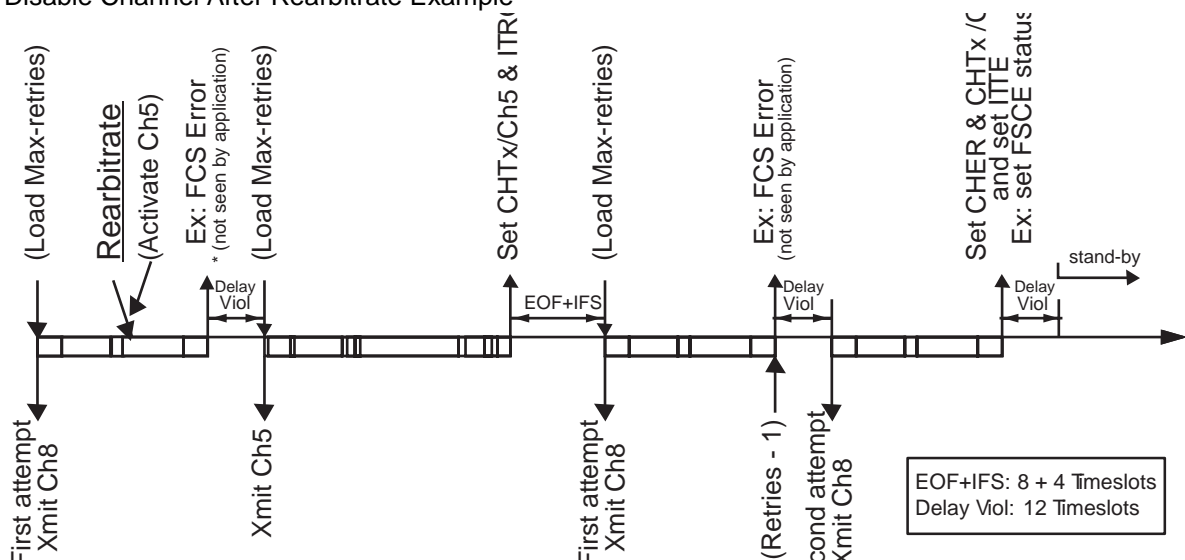 Disable Channel After Rearbitrate Example
(Load Max-retries)
Rearbitrate
(Activate Ch5)
Ex: FCS Error
* (not seen by application)
(Load Max-retries)
Set CHTx/Ch5 &
(Load Max-retries)
Ex: FCS Error
(not seen by application)
Set CHER & CHTx
and set ITTE
Ex: set FSCE status
stand-by
Delay
Viol
EOF+IFS
Delay
Viol
Delay
Viol
First attempt
Xmit Ch8
Xmit Ch5
First attempt
Xmit Ch8
(Retries - 1)
attempt
Xmit Ch8
EOF+IFS: 8 + 4 Timeslots
Delay Viol: 12 Timeslots